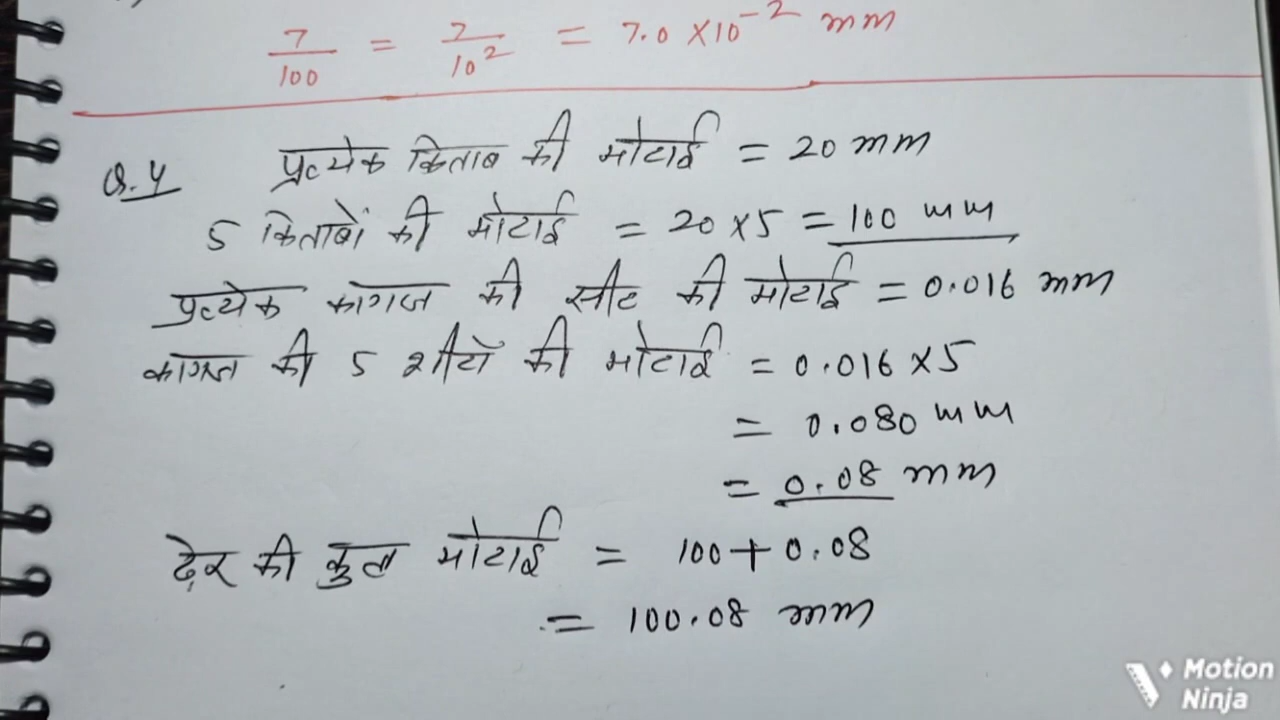 7/100 = 7/10² = 7.0 × 10⁻² mm
Q.4 प्रत्येक किताब की मोटाई = 20 mm
5 किताबों की मोटाई = 20 × 5 = 100 mm
प्रत्येक कागज की सीट की मोटाई = 0.016 mm
कागज की 5 शीटों की मोटाई = 0.016 × 5
= 0.080 mm
= 0.08 mm
ढ़ेर की कुल मोटाई = 100 + 0.08
= 100.08 mm
Motion
Ninja